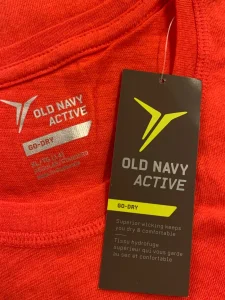 OLD NAVY
ACTIVE
GO-DRY
OLD NAVY
ACTIVE
GO-DRY
Superior wicking keeps
you dry & comfortable
Tissu hydrofuge
supérieur qui vous garde
au sec et confortable